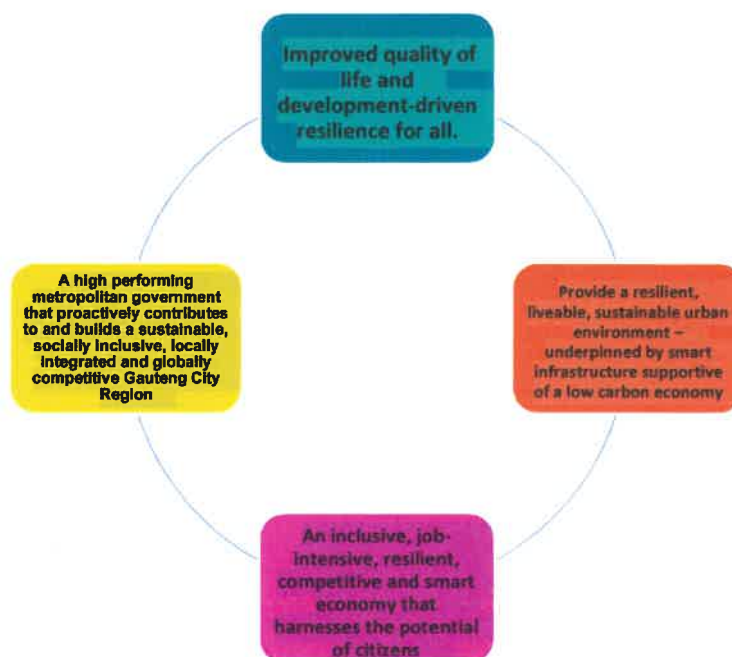 Improved quality of
life and
development-driven
resilience for all.
Provide a resilient,
liveable, sustainable urban
environment –
underpinned by smart
infrastructure supportive
of a low carbon economy
An inclusive, job-
intensive, resilient,
competitive and smart
economy that
harnesses the potential
of citizens
A high performing
metropolitan government
that proactively contributes
to and builds a sustainable,
socially inclusive, locally
integrated and globally
competitive Gauteng City
Region